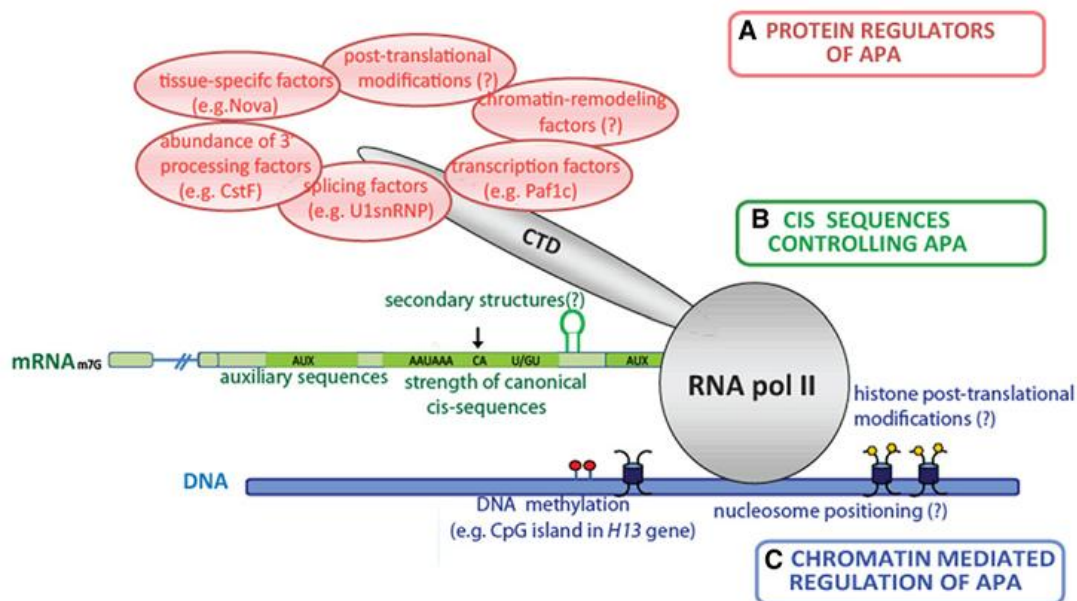 A PROTEIN REGULATORS
OF APA
post-translational
modifications (?)
tissue-specifc factors
(e.g.Nova)
chromatin-remodeling
factors (?)
abundance of 3'
processing factors
(e.g. CstF)
transcription factors
(e.g. Paf1c)
splicing factors
(e.g. U1snRNP)
CTD
B CIS SEQUENCES
CONTROLLING APA
secondary structures(?)
mRNA m7G
AUX
AAUAAA
CA
U/GU
AUX
auxiliary sequences
strength of canonical
cis-sequences
RNA pol II
histone post-translational
modifications (?)
DNA
DNA methylation
(e.g. CpG island in H13 gene)
nucleosome positioning (?)
C CHROMATIN MEDIATED
REGULATION OF APA